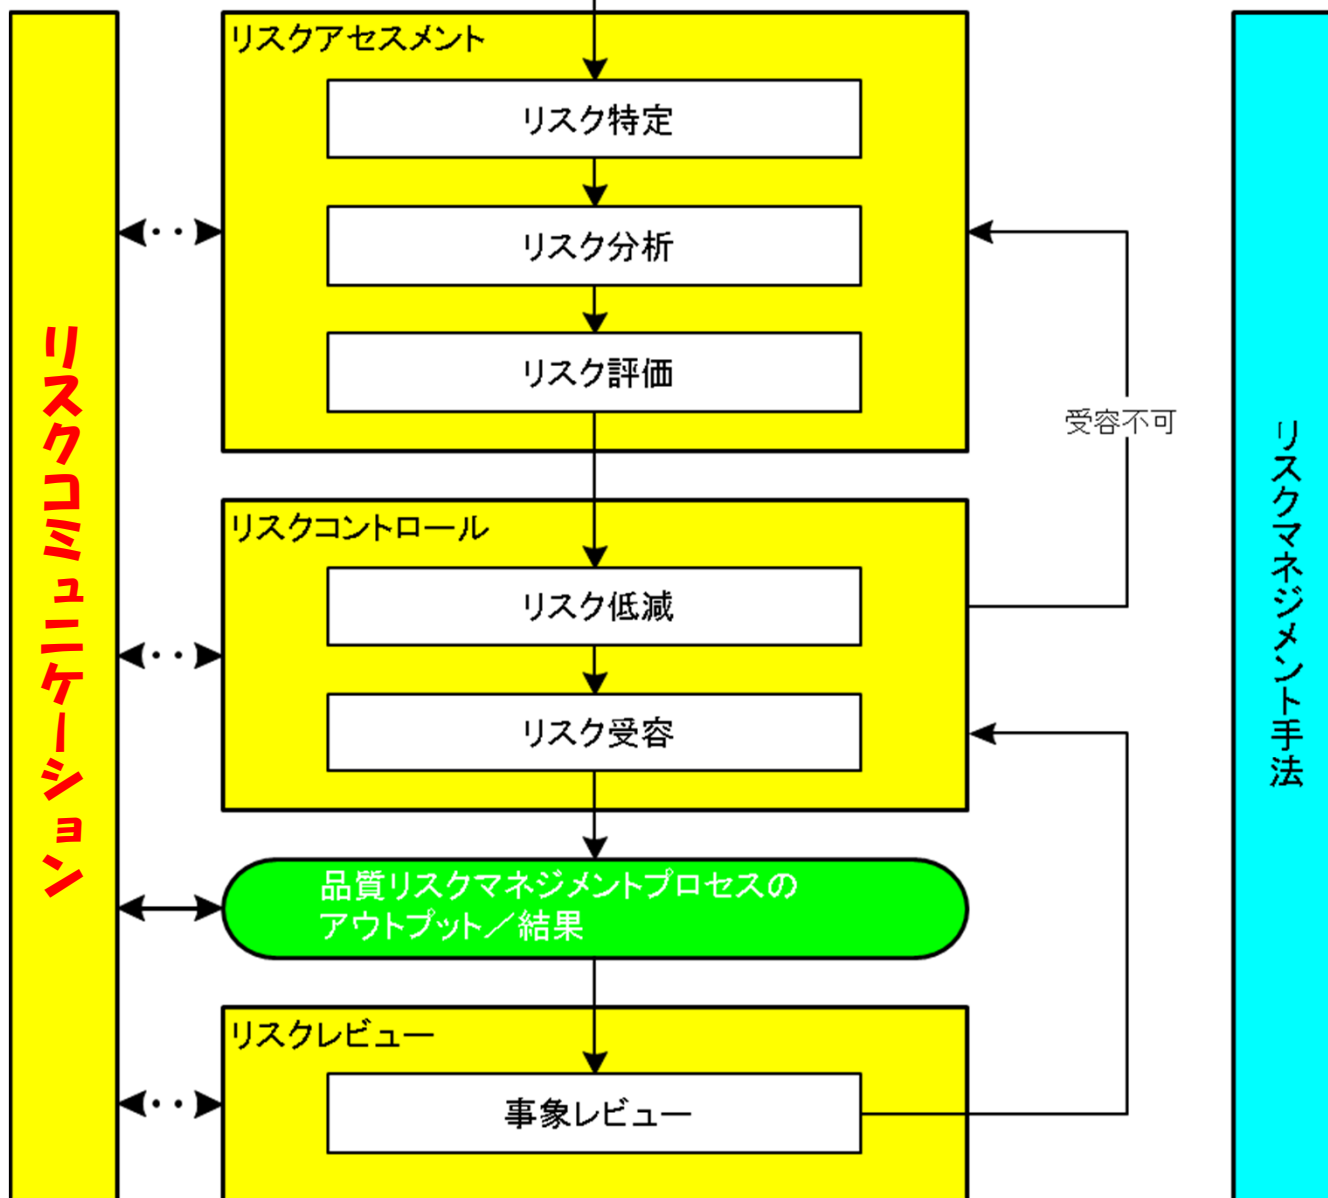 リスクコミュニケーション
リスクアセスメント
リスク特定
リスク分析
リスク評価
受容不可
リスクコントロール
リスク低減
リスク受容
品質リスクマネジメントプロセスの
アウトプット／結果
リスクレビュー
事象レビュー
リスクマネジメント手法